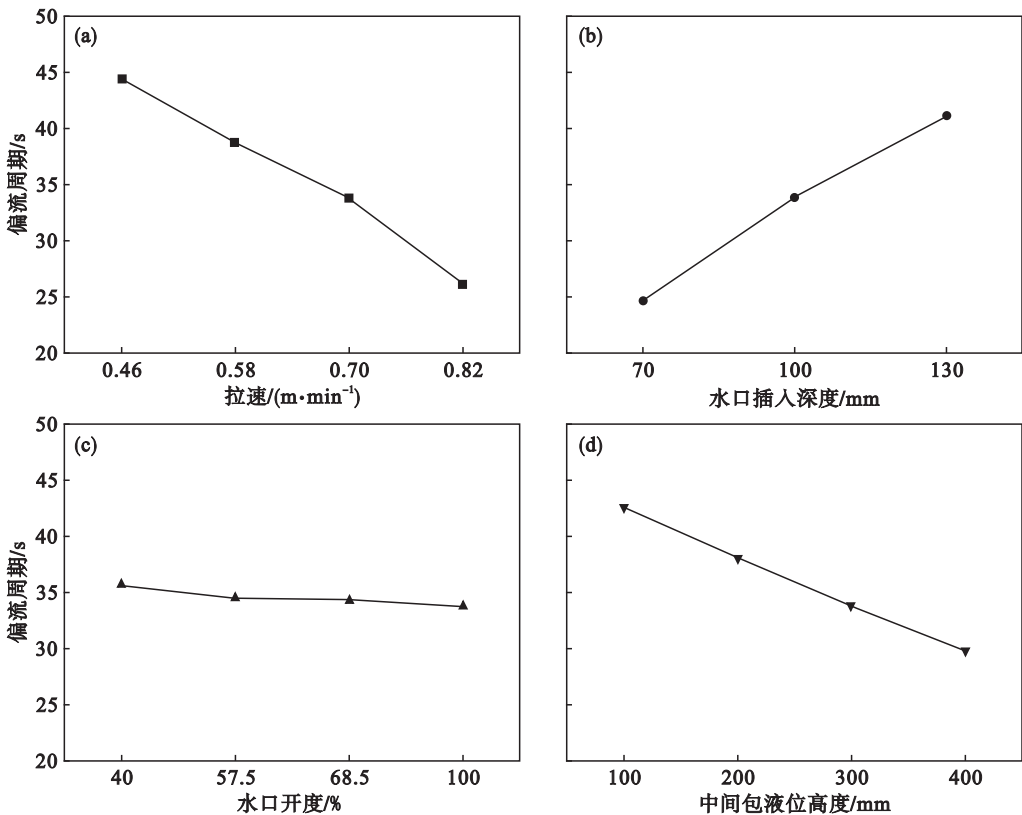 (a)
50
45
40
35
30
25
20
偏流周期/s
0.46 0.58 0.70 0.82
拉速/(m·min⁻¹)
(b)
70 100 130
水口插入深度/mm
(c)
50
45
40
35
30
25
20
偏流周期/s
40 57.5 68.5 100
水口开度/%
(d)
100 200 300 400
中间包液位高度/mm